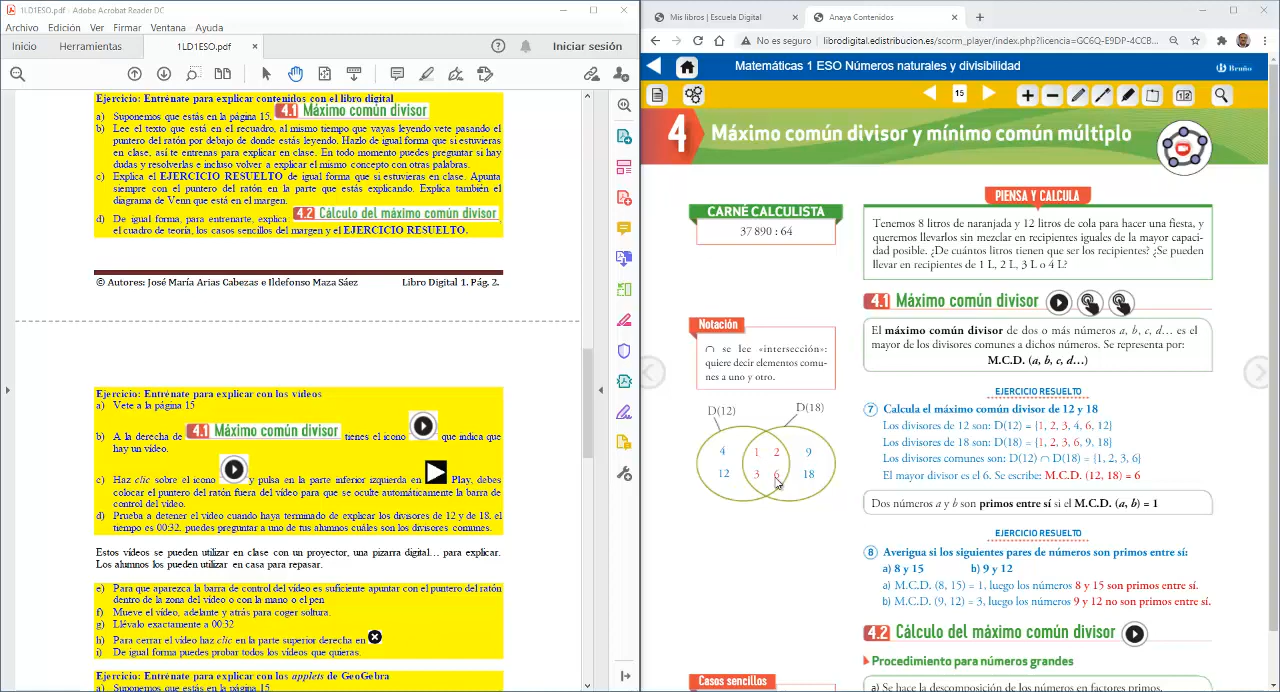 1LD1ESO.pdf - Adobe Acrobat Reader DC
Archivo Edición Ver Firmar Ventana Ayuda
Inicio Herramientas 1LD1ESO.pdf × Iniciar sesión
Ejercicio: Entrénate para explicar contenidos con el libro digital
a) Suponemos que estás en la página 15, 4.1 Máximo común divisor
b) Lee el texto que está en el recuadro, al mismo tiempo que vayas leyendo vete pasando el
puntero del ratón por debajo de donde estás leyendo. Hazlo de igual forma que si estuvieras
en clase, así te entrenas para explicar en clase. En todo momento puedes preguntar si hay
dudas y resolverlas e incluso volver a explicar el mismo concepto con otras palabras.
c) Explica el EJERCICIO RESUELTO de igual forma que si estuvieras en clase. Apunta
siempre con el puntero del ratón en la parte que estás explicando. Explica también el
diagrama de Venn que está en el margen.
d) De igual forma, para entrenarte, explica: 4.2 Cálculo del máximo común divisor ,
el cuadro de teoría, los casos sencillos del margen y el EJERCICIO RESUELTO.
© Autores: José María Arias Cabezas e Ildefonso Maza Sáez Libro Digital 1. Pág. 2.
Ejercicio: Entrénate para explicar con los vídeos
a) Vete a la página 15
b) A la derecha de 4.1 Máximo común divisor tienes el icono que indica que
hay un vídeo.
c) Haz clic sobre el icono y pulsa en la parte inferior izquierda en Play, debes
colocar el puntero del ratón fuera del vídeo para que se oculte automáticamente la barra de
control del vídeo.
d) Prueba a detener el vídeo cuando haya terminado de explicar los divisores de 12 y de 18, el
tiempo es 00:32, puedes preguntar a uno de tus alumnos cuáles son los divisores comunes.
Estos vídeos se pueden utilizar en clase con un proyector, una pizarra digital… para explicar.
Los alumnos los pueden utilizar en casa para repasar.
e) Para que aparezca la barra de control del vídeo es suficiente apuntar con el puntero del ratón
dentro de la zona del vídeo o con la mano o el pen
f) Mueve el vídeo, adelante y atrás para coger soltura.
g) Llévalo exactamente a 00:32
h) Para cerrar el vídeo haz clic en la parte superior derecha en
i) De igual forma puedes probar todos los vídeos que quieras.
Ejercicio: Entrénate para explicar con los applets de GeoGebra
a) Suponemos que estás en la página 15
Mis libros | Escuela Digital × Anaya Contenidos × +
No es seguro | librodigital.edistribucion.es/scorm_player/index.php?licencia=GC6Q-E9DP-4CCB...
Matemáticas 1 ESO Números naturales y divisibilidad Bruño
15
4 Máximo común divisor y mínimo común múltiplo
CARNÉ CALCULISTA
37 890 : 64
PIENSA Y CALCULA
Tenemos 8 litros de naranjada y 12 litros de cola para hacer una fiesta, y
queremos llevarlos sin mezclar en recipientes iguales de la mayor capaci-
dad posible. ¿De cuántos litros tienen que ser los recipientes? ¿Se pueden
llevar en recipientes de 1 L, 2 L, 3 L o 4 L?
4.1 Máximo común divisor
El máximo común divisor de dos o más números a, b, c, d… es el
mayor de los divisores comunes a dichos números. Se representa por:
M.C.D. (a, b, c, d…)
Notación
∩ se lee «intersección»:
quiere decir elementos comu-
nes a uno y otro.
D(12) D(18)
4 1 2 9
12 3 6 18
EJERCICIO RESUELTO
7 Calcula el máximo común divisor de 12 y 18
Los divisores de 12 son: D(12) = {1, 2, 3, 4, 6, 12}
Los divisores de 18 son: D(18) = {1, 2, 3, 6, 9, 18}
Los divisores comunes son: D(12) ∩ D(18) = {1, 2, 3, 6}
El mayor divisor es el 6. Se escribe: M.C.D. (12, 18) = 6
Dos números a y b son primos entre sí si el M.C.D. (a, b) = 1
EJERCICIO RESUELTO
8 Averigua si los siguientes pares de números son primos entre sí:
a) 8 y 15 b) 9 y 12
a) M.C.D. (8, 15) = 1, luego los números 8 y 15 son primos entre sí.
b) M.C.D. (9, 12) = 3, luego los números 9 y 12 no son primos entre sí.
4.2 Cálculo del máximo común divisor
Procedimiento para números grandes
Casos sencillos
a) Se hace la descomposición de los números en factores primos.